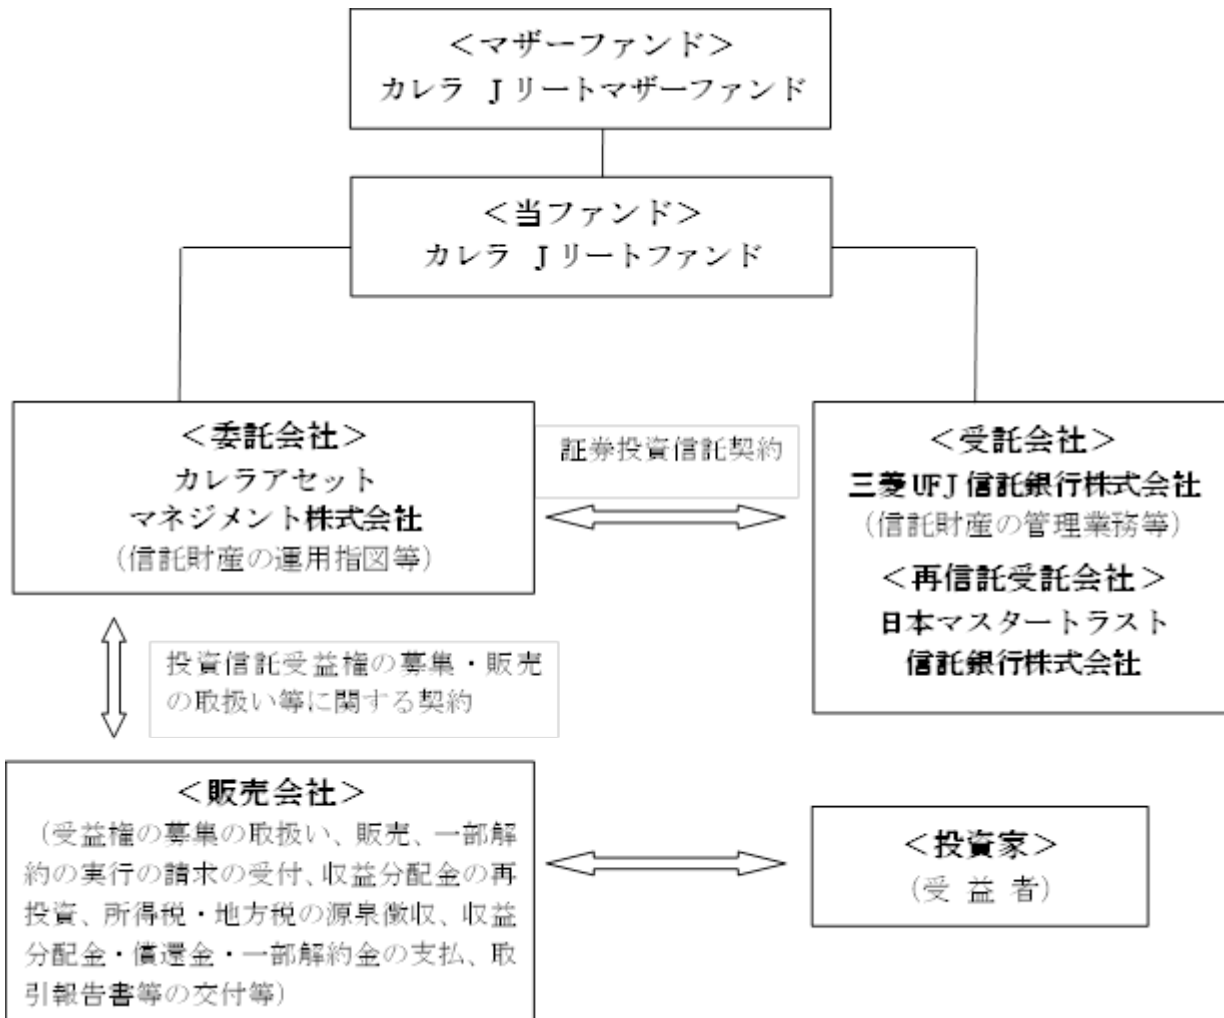 ＜マザーファンド＞
カレラ Ｊリートマザーファンド
＜当ファンド＞
カレラ Ｊリートファンド
＜委託会社＞
カレラアセット
マネジメント株式会社
（信託財産の運用指図等）
証券投資信託契約
＜受託会社＞
三菱UFJ信託銀行株式会社
（信託財産の管理業務等）
＜再信託受託会社＞
日本マスタートラスト
信託銀行株式会社
投資信託受益権の募集・販売
の取扱い等に関する契約
＜販売会社＞
（受益権の募集の取扱い、販売、一部解
約の実行の請求の受付、収益分配金の再
投資、所得税・地方税の源泉徴収、収益
分配金・償還金・一部解約金の支払、取
引報告書等の交付等）
＜投資家＞
（受 益 者）